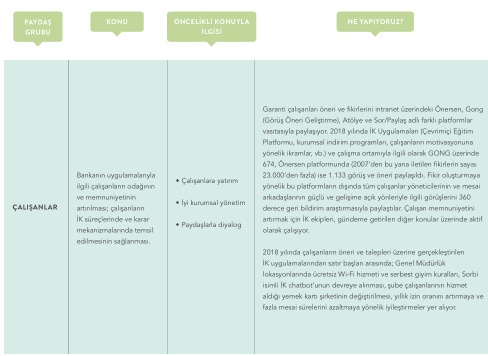 PAYDAŞ
GRUBU
KONU
ÖNCELİKLİ KONUYLA
İLGİSİ
NE YAPIYORUZ?
ÇALIŞANLAR
Bankanın uygulamalarıyla
ilgili çalışanların odağının
ve memnuniyetinin
artırılması; çalışanların
İK süreçlerinde ve karar
mekanizmalarında temsil
edilmesinin sağlanması.
• Çalışanlara yatırım
• İyi kurumsal yönetim
• Paydaşlarla diyalog
Garanti çalışanları öneri ve fikirlerini intranet üzerindeki Önersen, Gong
(Görüş Öneri Geliştirme), Atölye ve Sor/Paylaş adlı farklı platformlar
vasıtasıyla paylaşıyor. 2018 yılında İK Uygulamaları (Çevrimiçi Eğitim
Platformu, kurumsal indirim programları, çalışanların motivasyonuna
yönelik ikramlar, vb.) ve çalışma ortamıyla ilgili olarak GONG üzerinde
674, Önersen platformunda (2007'den bu yana iletilen fikirlerin sayısı
23.000'den fazla) ise 1.133 görüş ve öneri paylaşıldı. Fikir oluşturmaya
yönelik bu platformların dışında tüm çalışanlar yöneticilerinin ve mesai
arkadaşlarının güçlü ve gelişime açık yönleriyle ilgili görüşlerini 360
derece geri bildirim araştırmasıyla paylaştılar. Çalışan memnuniyetini
artırmak için İK ekipleri, gündeme getirilen diğer konular üzerinde aktif
olarak çalışıyor.
2018 yılında çalışanların öneri ve talepleri üzerine gerçekleştirilen
İK uygulamalarından satır başları arasında; Genel Müdürlük
lokasyonlarında ücretsiz Wi-Fi hizmeti ve serbest giyim kuralları, Sorbi
isimli İK chatbot'unun devreye alınması, şube çalışanlarının hizmet
aldığı yemek kartı şirketinin değiştirilmesi, yıllık izin oranını artırmaya ve
fazla mesai sürelerini azaltmaya yönelik iyileştirmeler yer alıyor.